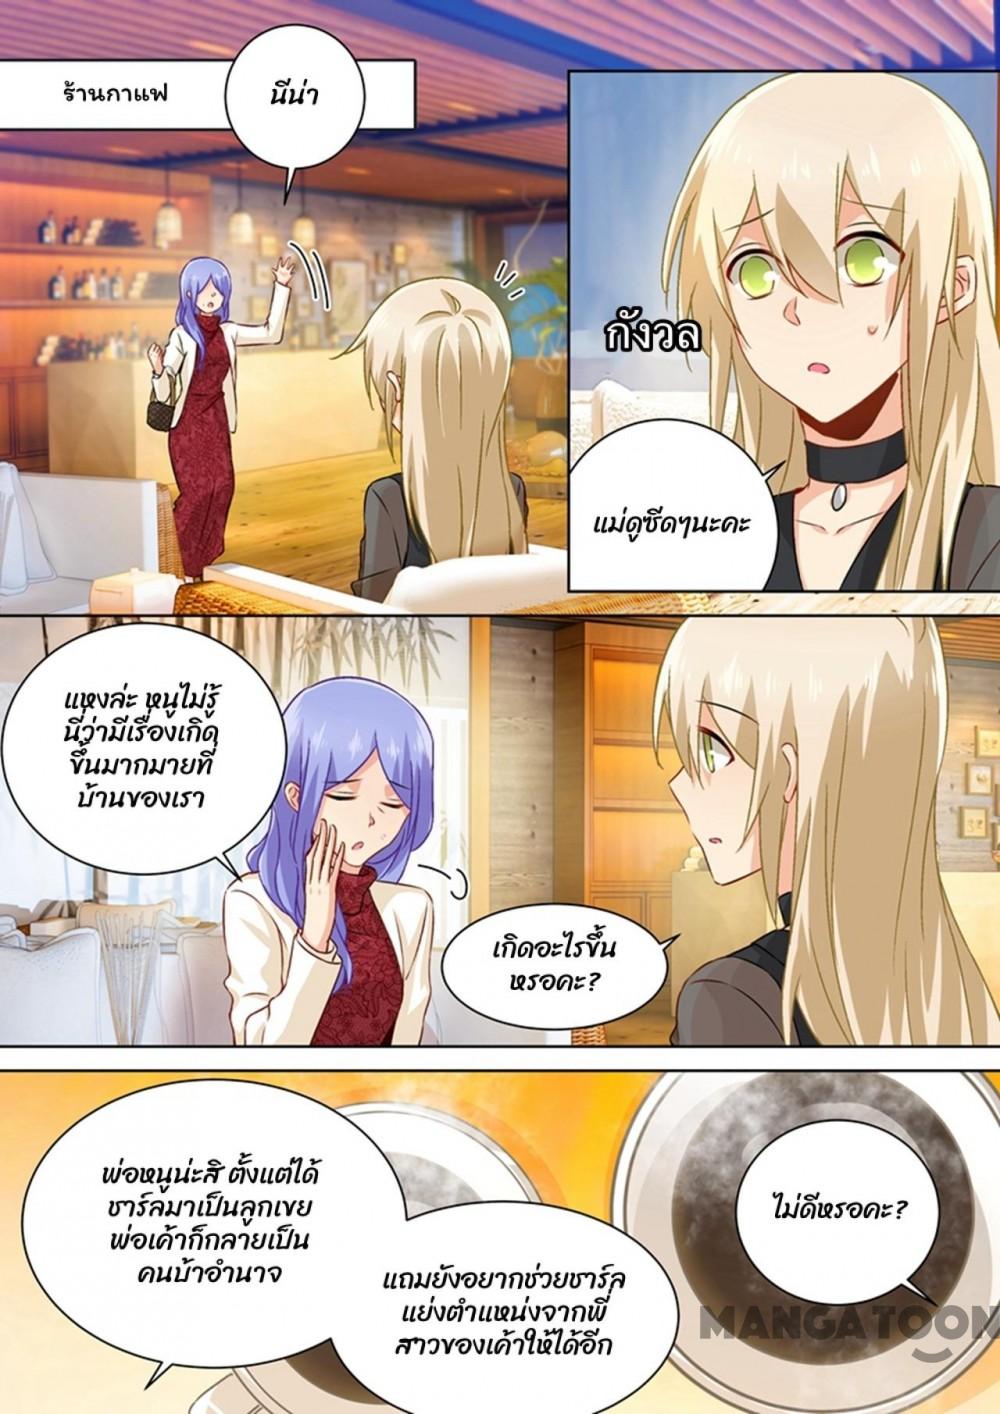 ร้านกาแฟ
นีน่า
กังวล
แม่ดูซีดๆนะคะ
แหงล่ะ หนูไม่รู้
นี่ว่ามีเรื่องเกิด
ขึ้นมากมายที่
บ้านของเรา
เกิดอะไรขึ้น
หรอคะ?
พ่อหนูน่ะสิ ตั้งแต่ได้
ชาร์ลมาเป็นลูกเขย
พ่อเค้าก็กลายเป็น
คนบ้าอำนาจ
แถมยังอยากช่วยชาร์ล
แย่งตำแหน่งจากพี่
สาวของเค้าให้ได้อีก
ไม่ดีหรอคะ?
MANGATOON